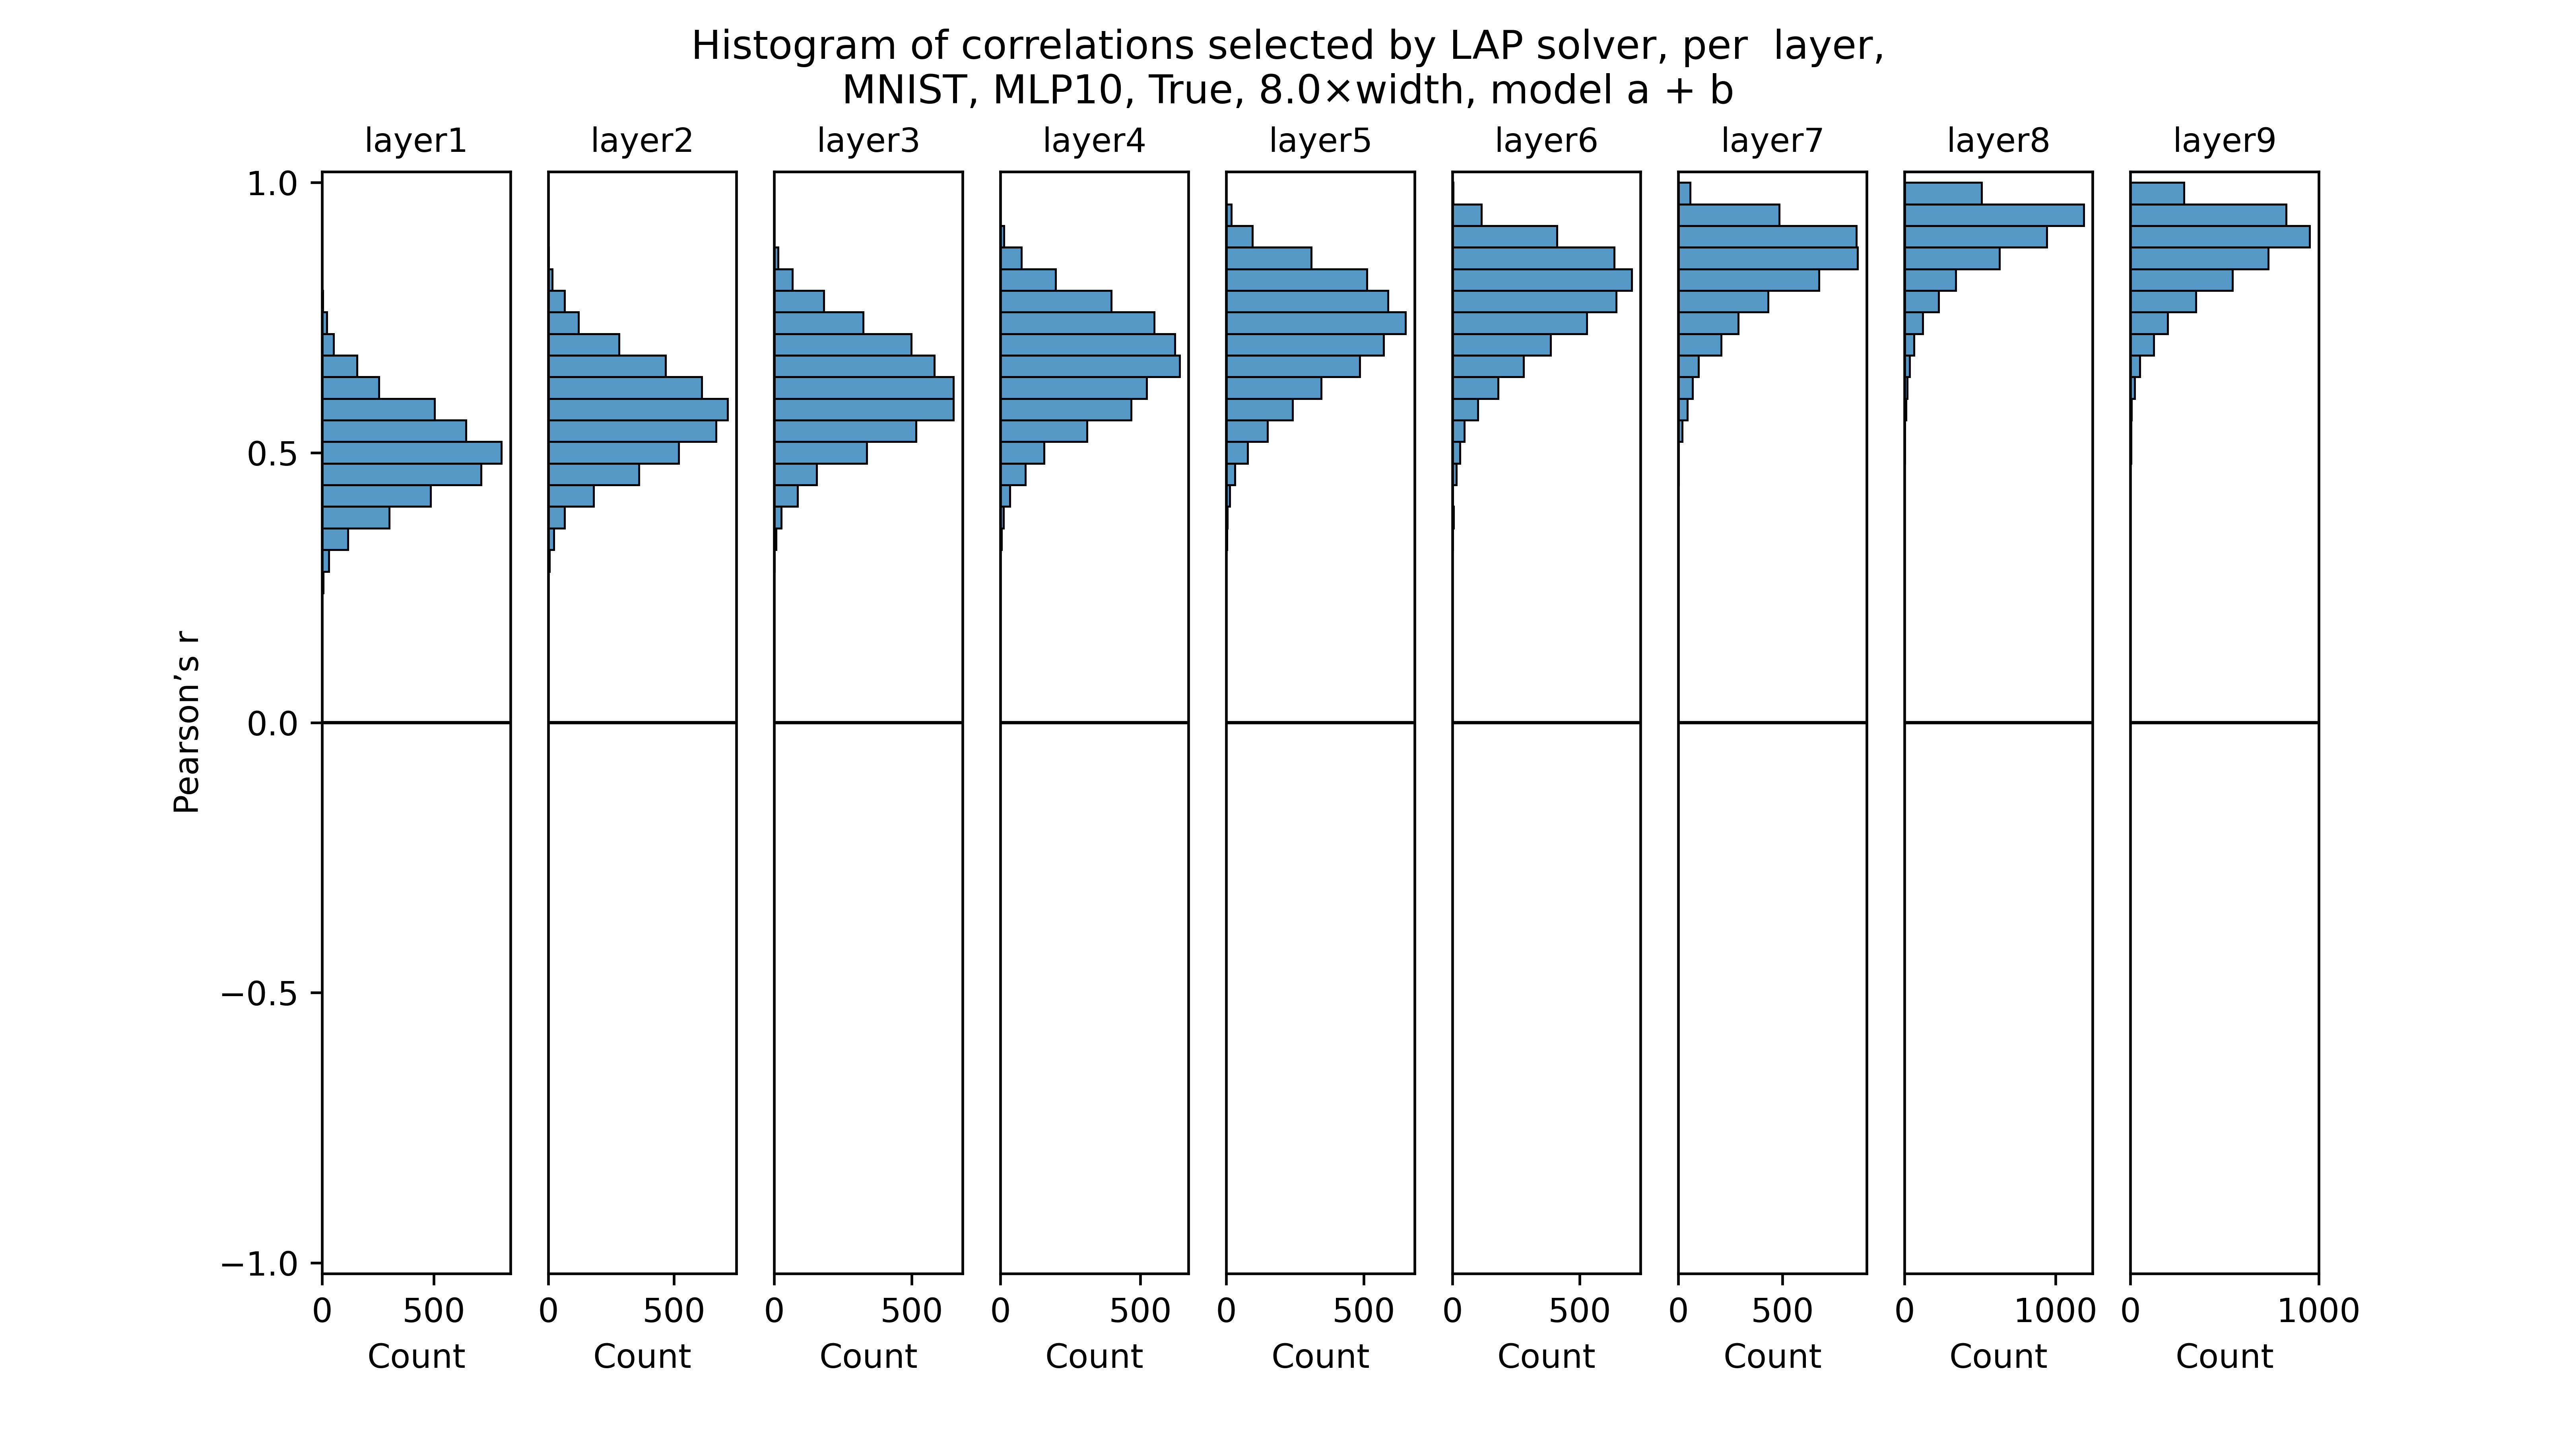 Histogram of correlations selected by LAP solver, per  layer,
MNIST, MLP10, True, 8.0×width, model a + b
layer1 layer2 layer3 layer4 layer5 layer6 layer7 layer8 layer9
1.0
0.5
0.0
−0.5
−1.0
Pearson’s r
0 500 0 500 0 500 0 500 0 500 0 500 0 500 0 1000 0 1000
Count Count Count Count Count Count Count Count Count